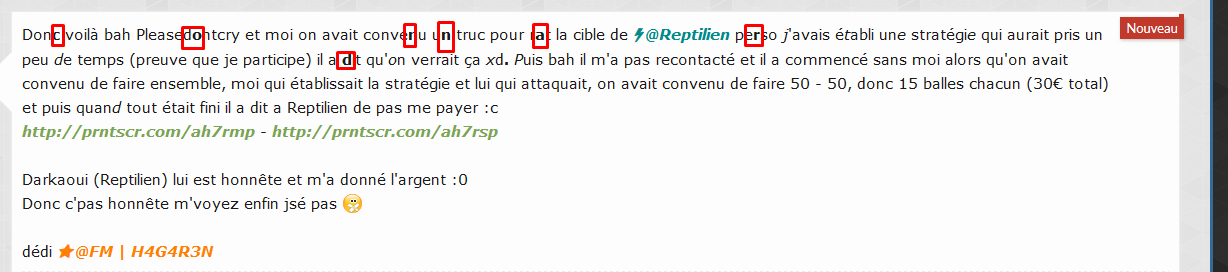 Donc voilà bah Pleasedontcry et moi on avait convenu un truc pour rat la cible de @Reptilien perso j'avais établi une stratégie qui aurait pris un
Nouveau
peu de temps (preuve que je participe) il a dit qu'on verrait ça xd. Puis bah il m'a pas recontacté et il a commencé sans moi alors qu'on avait
convenu de faire ensemble, moi qui établissait la stratégie et lui qui attaquait, on avait convenu de faire 50 - 50, donc 15 balles chacun (30€ total)
et puis quand tout était fini il a dit a Reptilien de pas me payer :c
http://prntscr.com/ah7rmp - http://prntscr.com/ah7rsp
Darkaoui (Reptilien) lui est honnête et m'a donné l'argent :0
Donc c'pas honnête m'voyez enfin jsé pas
dédi @FM | H4G4R3N